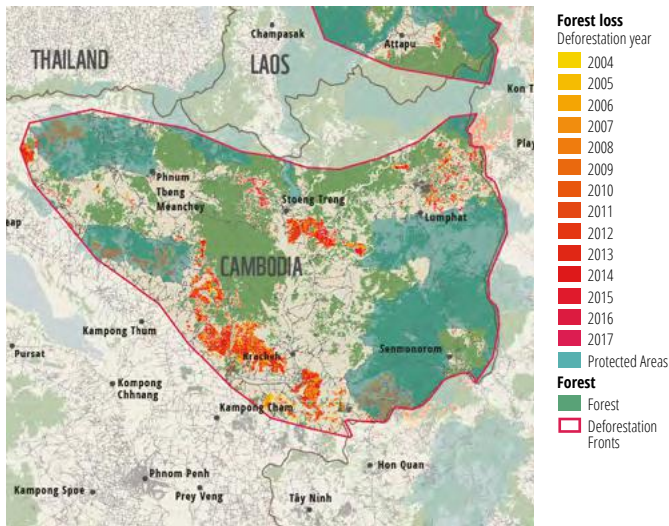 Champasak
THAILAND
LAOS
Attapu
Kon T
Play
Phnum
Tbeng
Meanchey
Stoeng Treng
Lumphat
aap
CAMBODIA
Kampong Thum
Pursat
Kracheh
Senmonorom
Kompong
Chhnang
Kampong Cham
Hon Quan
Phnom Penh
Kampong Spoe
Prey Veng
Tây Ninh
Forest loss
Deforestation year
2004
2005
2006
2007
2008
2009
2010
2011
2012
2013
2014
2015
2016
2017
Protected Areas
Forest
Forest
Deforestation
Fronts